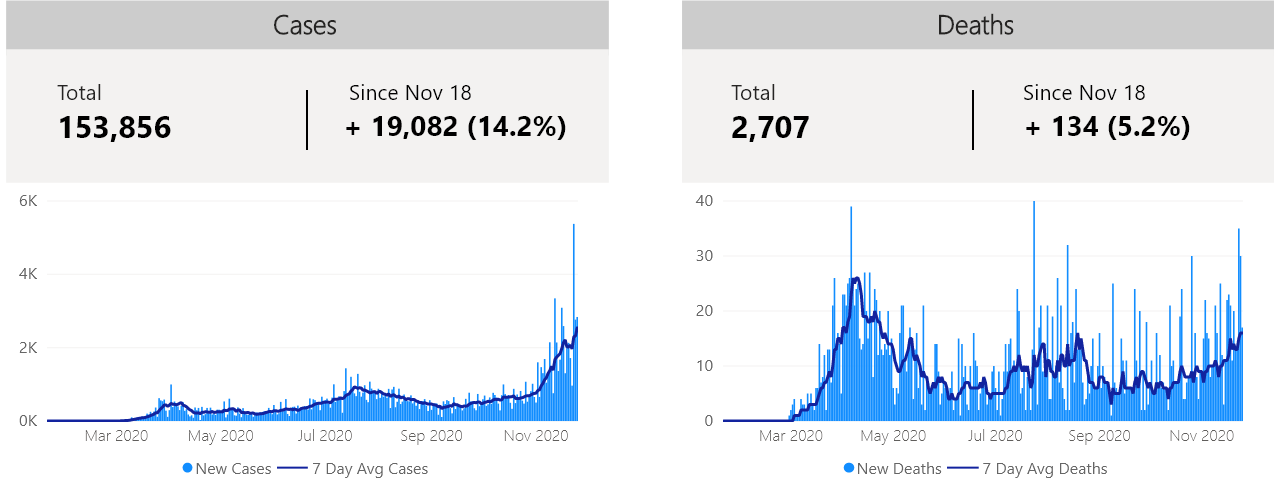 Cases
Total
153,856
Since Nov 18
+ 19,082 (14.2%)
6K
4K
2K
0K
Mar 2020 May 2020 Jul 2020 Sep 2020 Nov 2020
New Cases 7 Day Avg Cases
Deaths
Total
2,707
Since Nov 18
+ 134 (5.2%)
40
30
20
10
0
Mar 2020 May 2020 Jul 2020 Sep 2020 Nov 2020
New Deaths 7 Day Avg Deaths